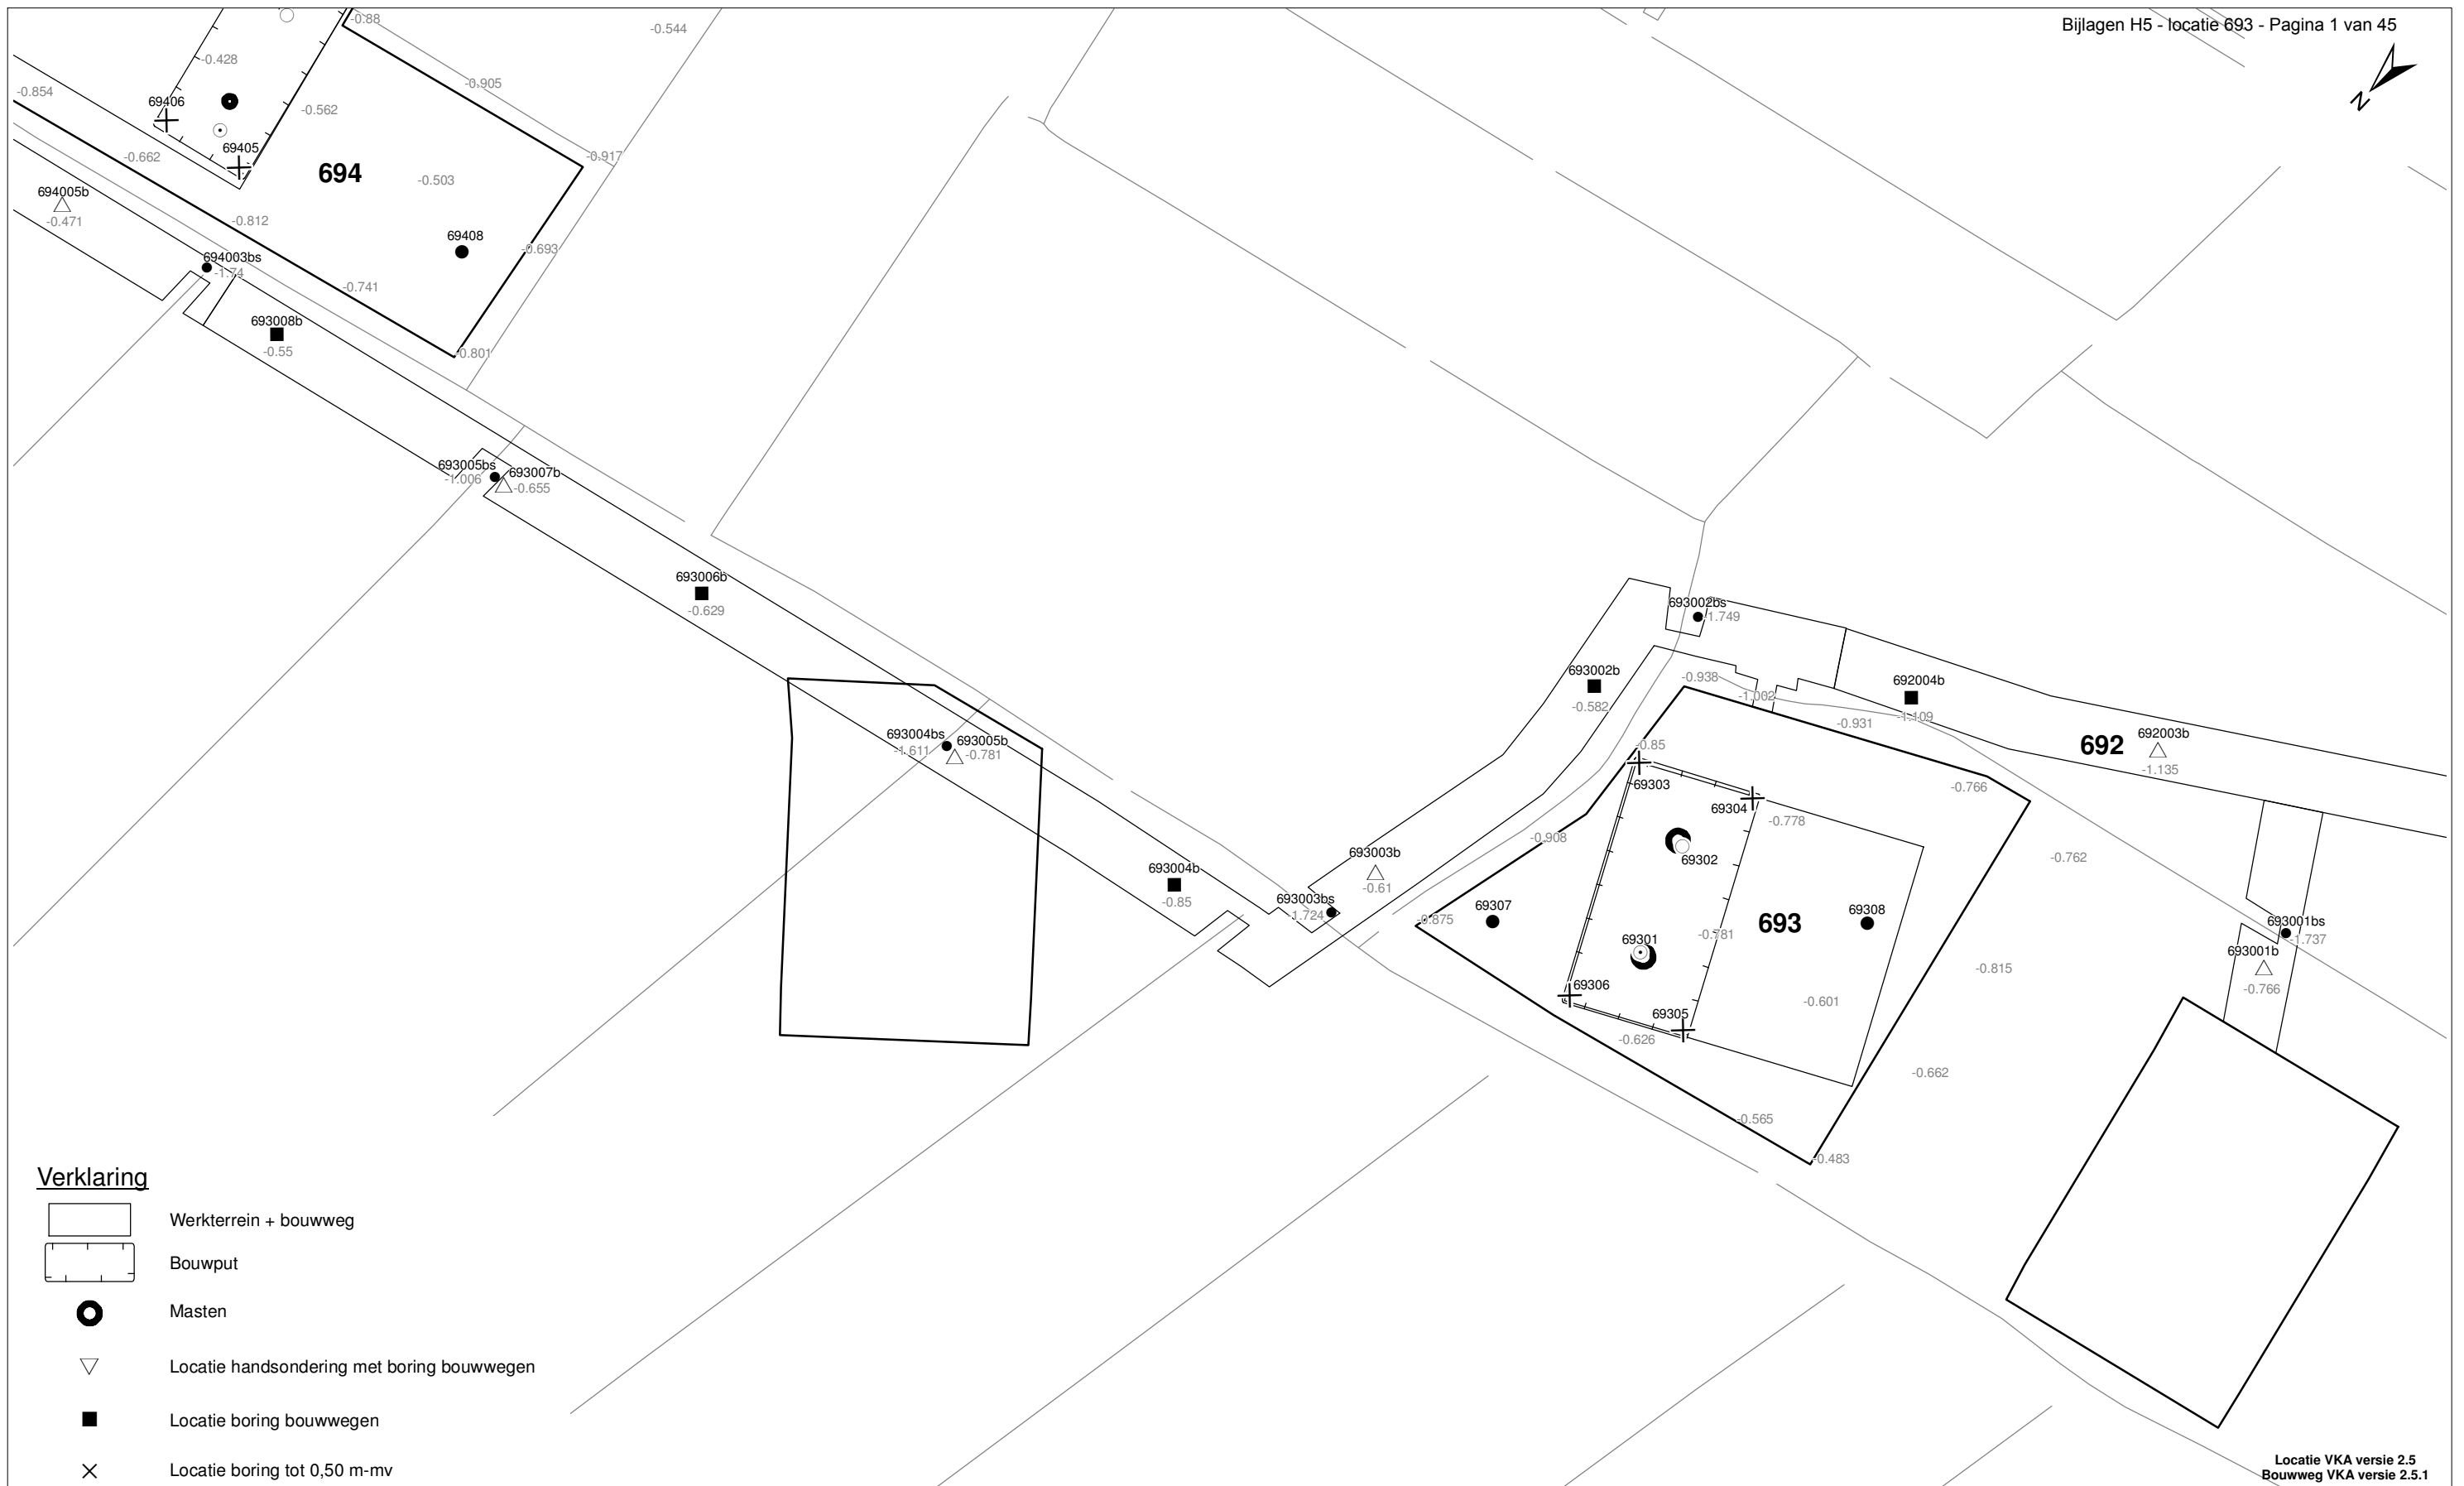 Bijlagen H5 - locatie 693 - Pagina 1 van 45
N
-0.88
-0.544
-0.428
-0.905
-0.854
69406
-0.562
69405
-0.662
-0.917
694
-0.503
694005b
-0.471
-0.812
69408
-0.693
694003bs
-1.74
-0.741
693008b
-0.55
-0.801
693005bs
-1.006
693007b
-0.655
693006b
-0.629
693002bs
-1.749
693002b
-0.582
-0.938
-1.002
692004b
-1.109
-0.931
692
692003b
-1.135
693004bs
-1.611
693005b
-0.781
-0.85
69303
69304
-0.766
-0.778
-0.908
69302
-0.762
693003b
-0.61
693004b
-0.85
693003bs
-1.724
-0.875
69307
693
69308
-0.781
69301
693001bs
-1.737
693001b
-0.766
-0.815
69306
-0.601
69305
-0.626
-0.662
-0.565
-0.483
Verklaring
Werkterrein + bouwweg
Bouwput
Masten
Locatie handsondering met boring bouwwegen
Locatie boring bouwwegen
Locatie boring tot 0,50 m-mv
Locatie VKA versie 2.5
Bouwweg VKA versie 2.5.1